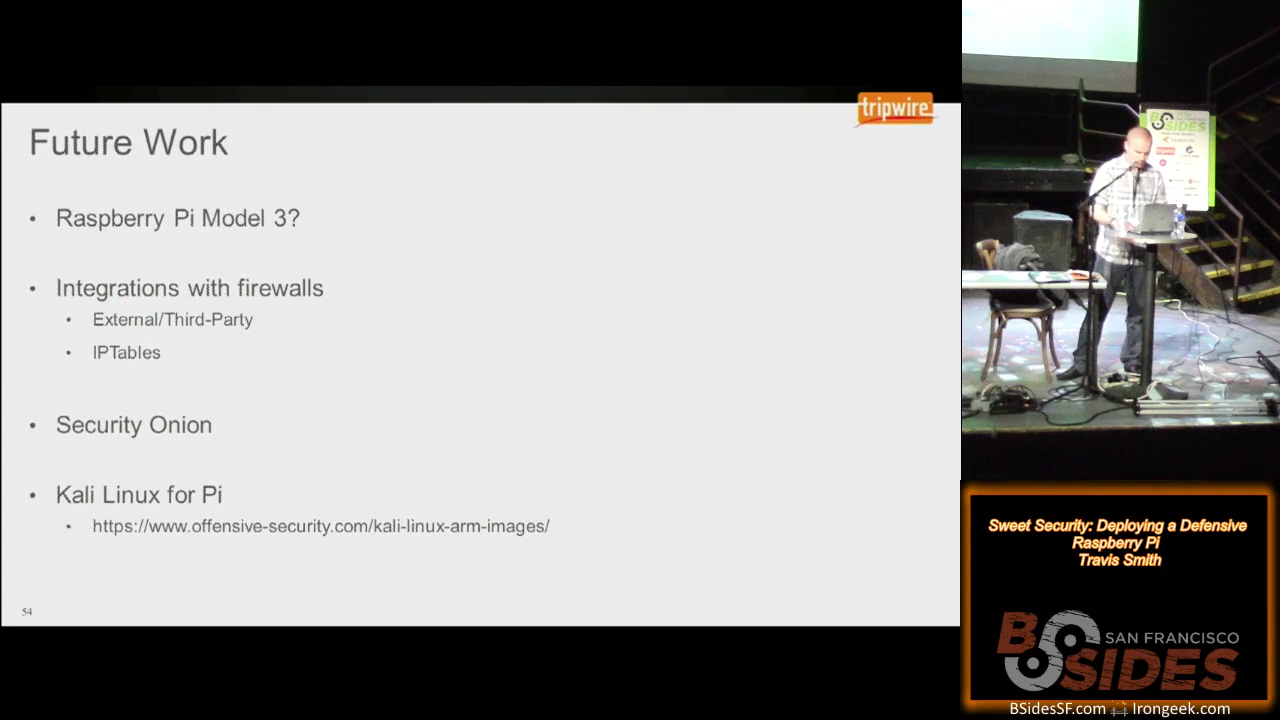 tripwire
Future Work
• Raspberry Pi Model 3?
• Integrations with firewalls
• External/Third-Party
• IPTables
• Security Onion
• Kali Linux for Pi
• https://www.offensive-security.com/kali-linux-arm-images/
54
BSIDES
Sweet Security: Deploying a Defensive
Raspberry Pi
Travis Smith
BSIDES
SAN FRANCISCO
BSidesSF.com
Irongeek.com